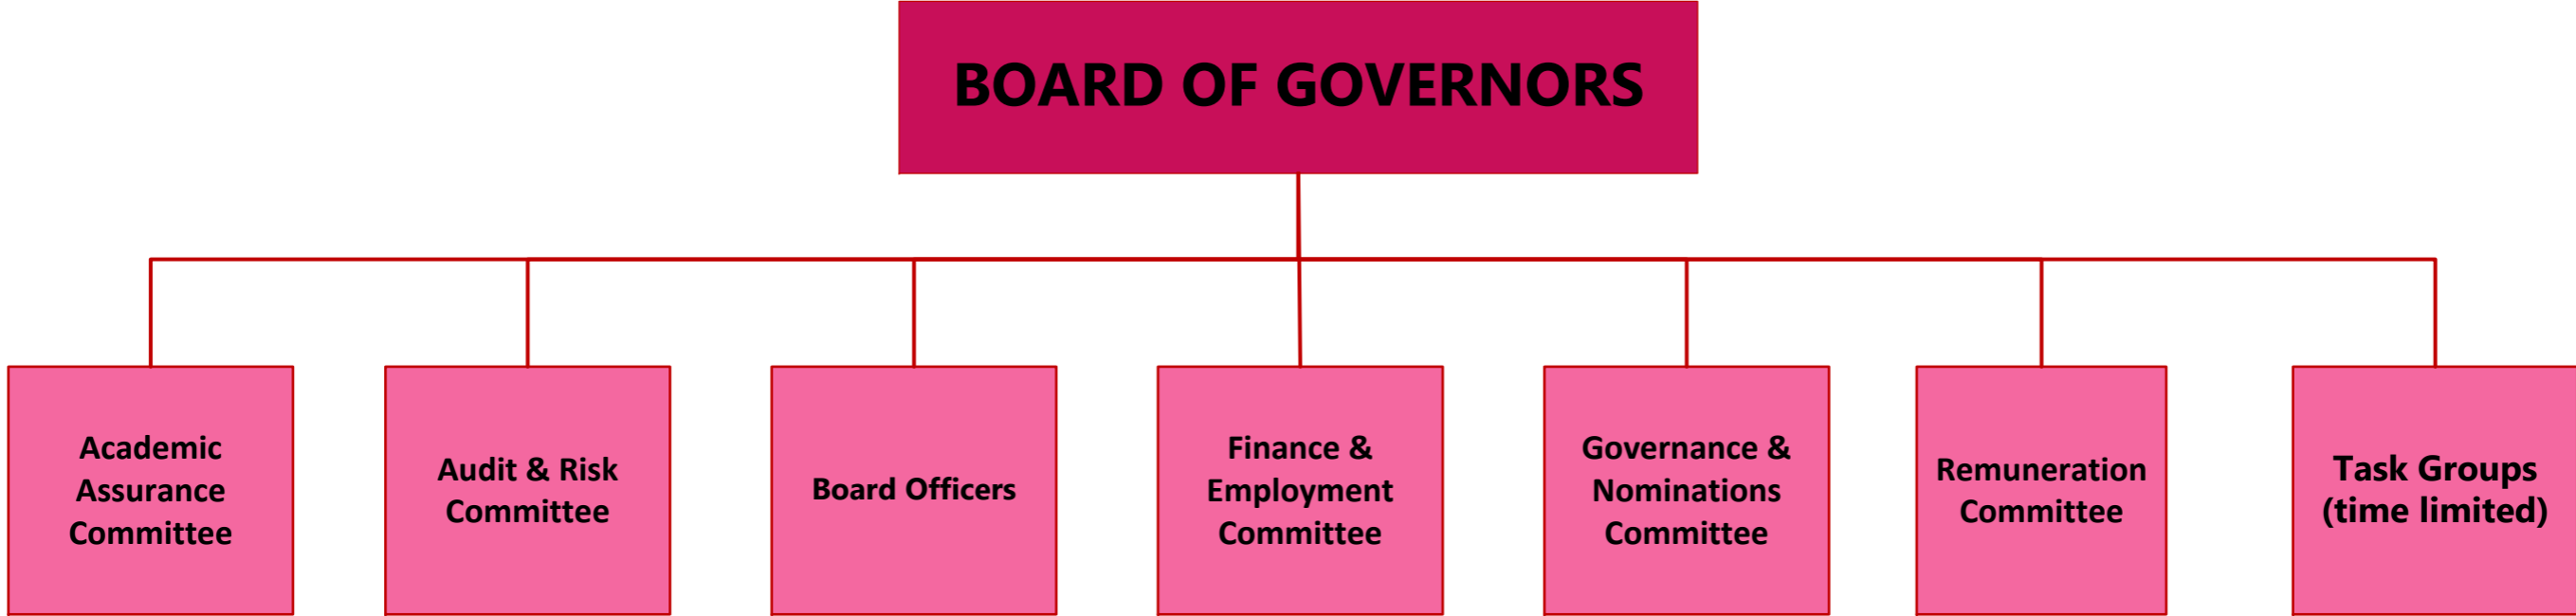 BOARD OF GOVERNORS
Academic
Assurance
Committee
Audit & Risk
Committee
Board Officers
Finance &
Employment
Committee
Governance &
Nominations
Committee
Remuneration
Committee
Task Groups
(time limited)